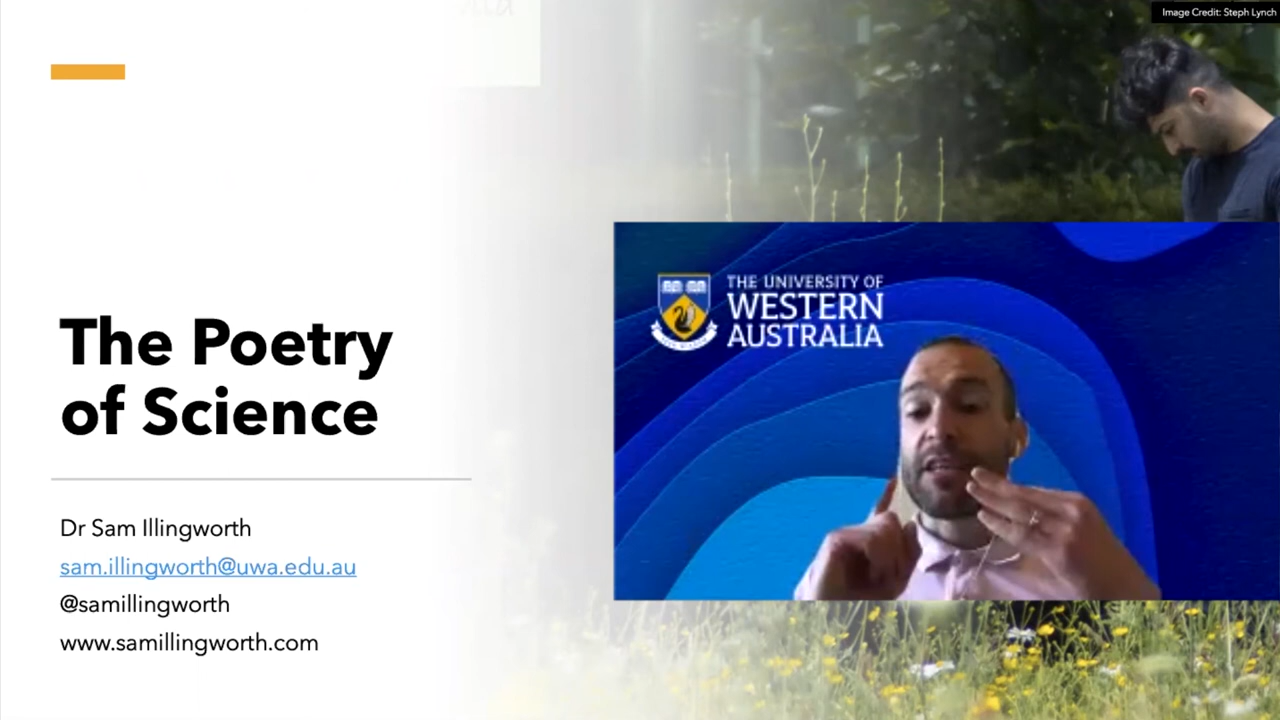 Image Credit: Steph Lynch
THE UNIVERSITY OF
WESTERN
AUSTRALIA
The Poetry
of Science
Dr Sam Illingworth
sam.illingworth@uwa.edu.au
@samillingworth
www.samillingworth.com